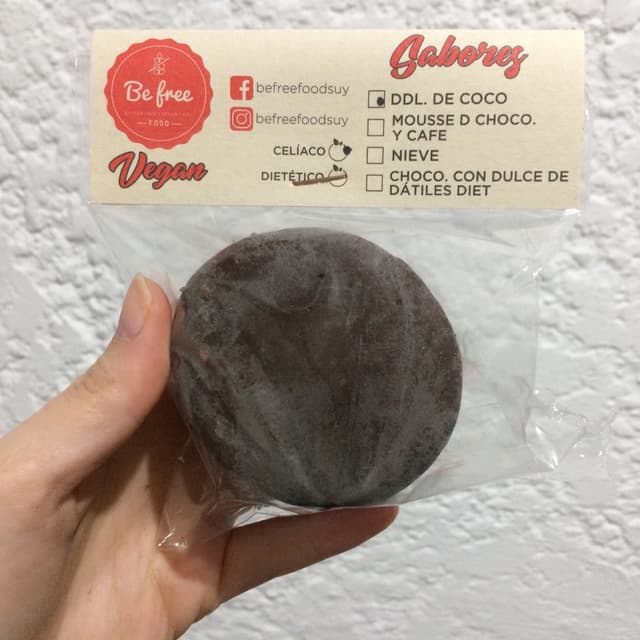 Be free
FOOD
Vegan
befreefoodsuy
befreefoodsuy
CELÍACO
DIETÉTICO
Sabores
DDL. DE COCO
MOUSSE D CHOCO.
Y CAFE
NIEVE
CHOCO. CON DULCE DE
DÁTILES DIET